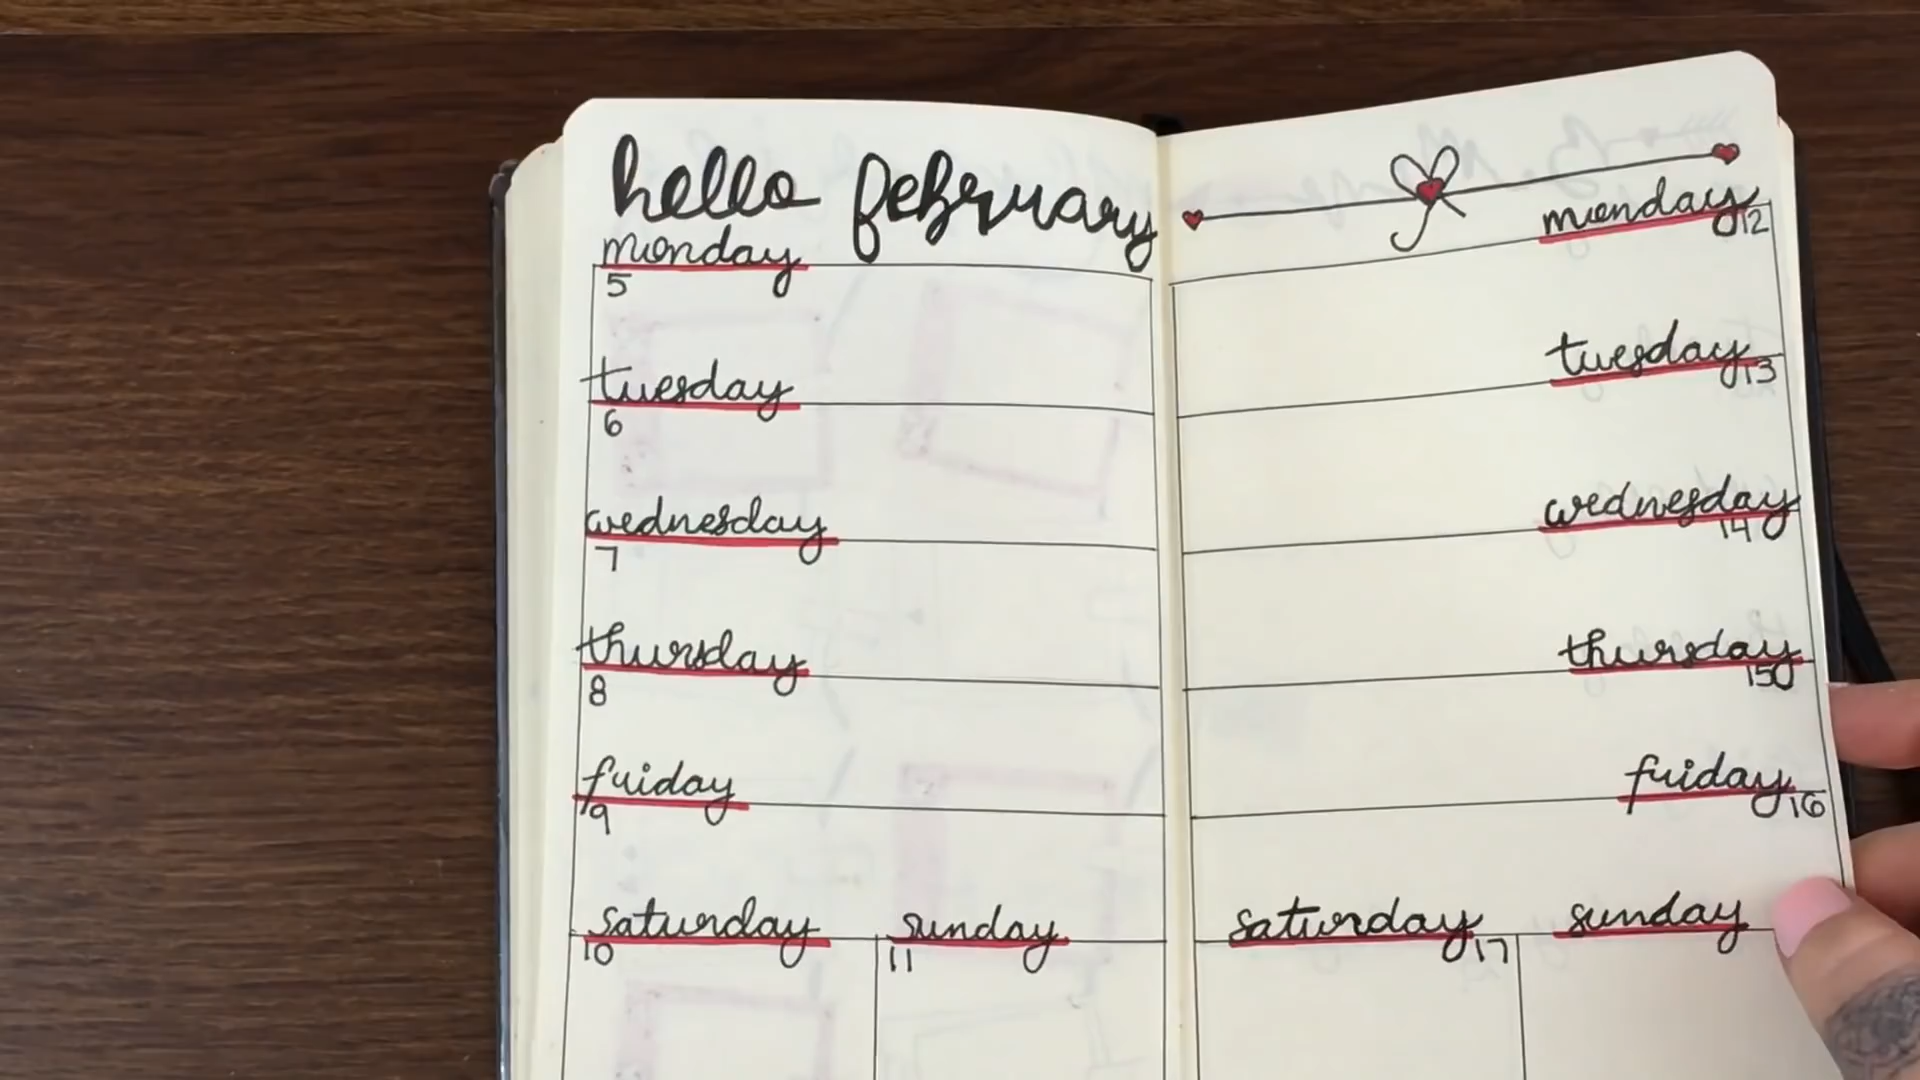 hello february
monday
5
tuesday
6
wednesday
7
thursday
8
friday
9
saturday
10
sunday
11
monday
12
tuesday
13
wednesday
14
thursday
15
friday
16
saturday
17
sunday